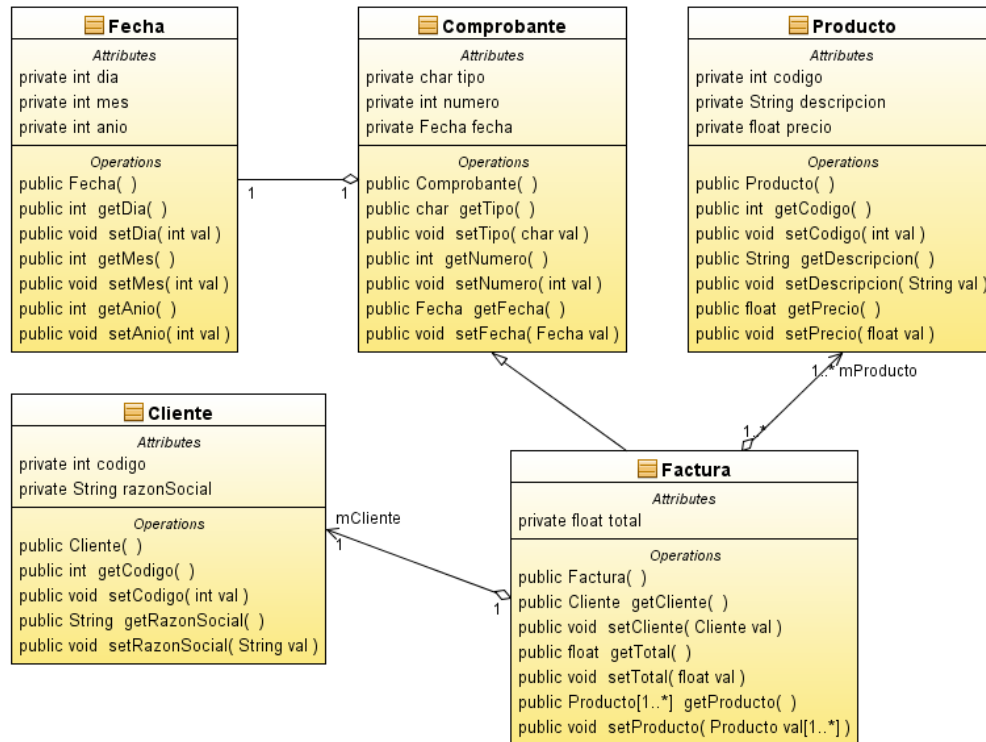 Fecha
Attributes
private int dia
private int mes
private int anio
Operations
public Fecha( )
public int getDia( )
public void setDia( int val )
public int getMes( )
public void setMes( int val )
public int getAnio( )
public void setAnio( int val )
1
1
Comprobante
Attributes
private char tipo
private int numero
private Fecha fecha
Operations
public Comprobante( )
public char getTipo( )
public void setTipo( char val )
public int getNumero( )
public void setNumero( int val )
public Fecha getFecha( )
public void setFecha( Fecha val )
Producto
Attributes
private int codigo
private String descripcion
private float precio
Operations
public Producto( )
public int getCodigo( )
public void setCodigo( int val )
public String getDescripcion( )
public void setDescripcion( String val )
public float getPrecio( )
public void setPrecio( float val )
1..* mProducto
1..*
Cliente
Attributes
private int codigo
private String razonSocial
Operations
public Cliente( )
public int getCodigo( )
public void setCodigo( int val )
public String getRazonSocial( )
public void setRazonSocial( String val )
mCliente
1
1
Factura
Attributes
private float total
Operations
public Factura( )
public Cliente getCliente( )
public void setCliente( Cliente val )
public float getTotal( )
public void setTotal( float val )
public Producto[1..*] getProducto( )
public void setProducto( Producto val[1..*] )